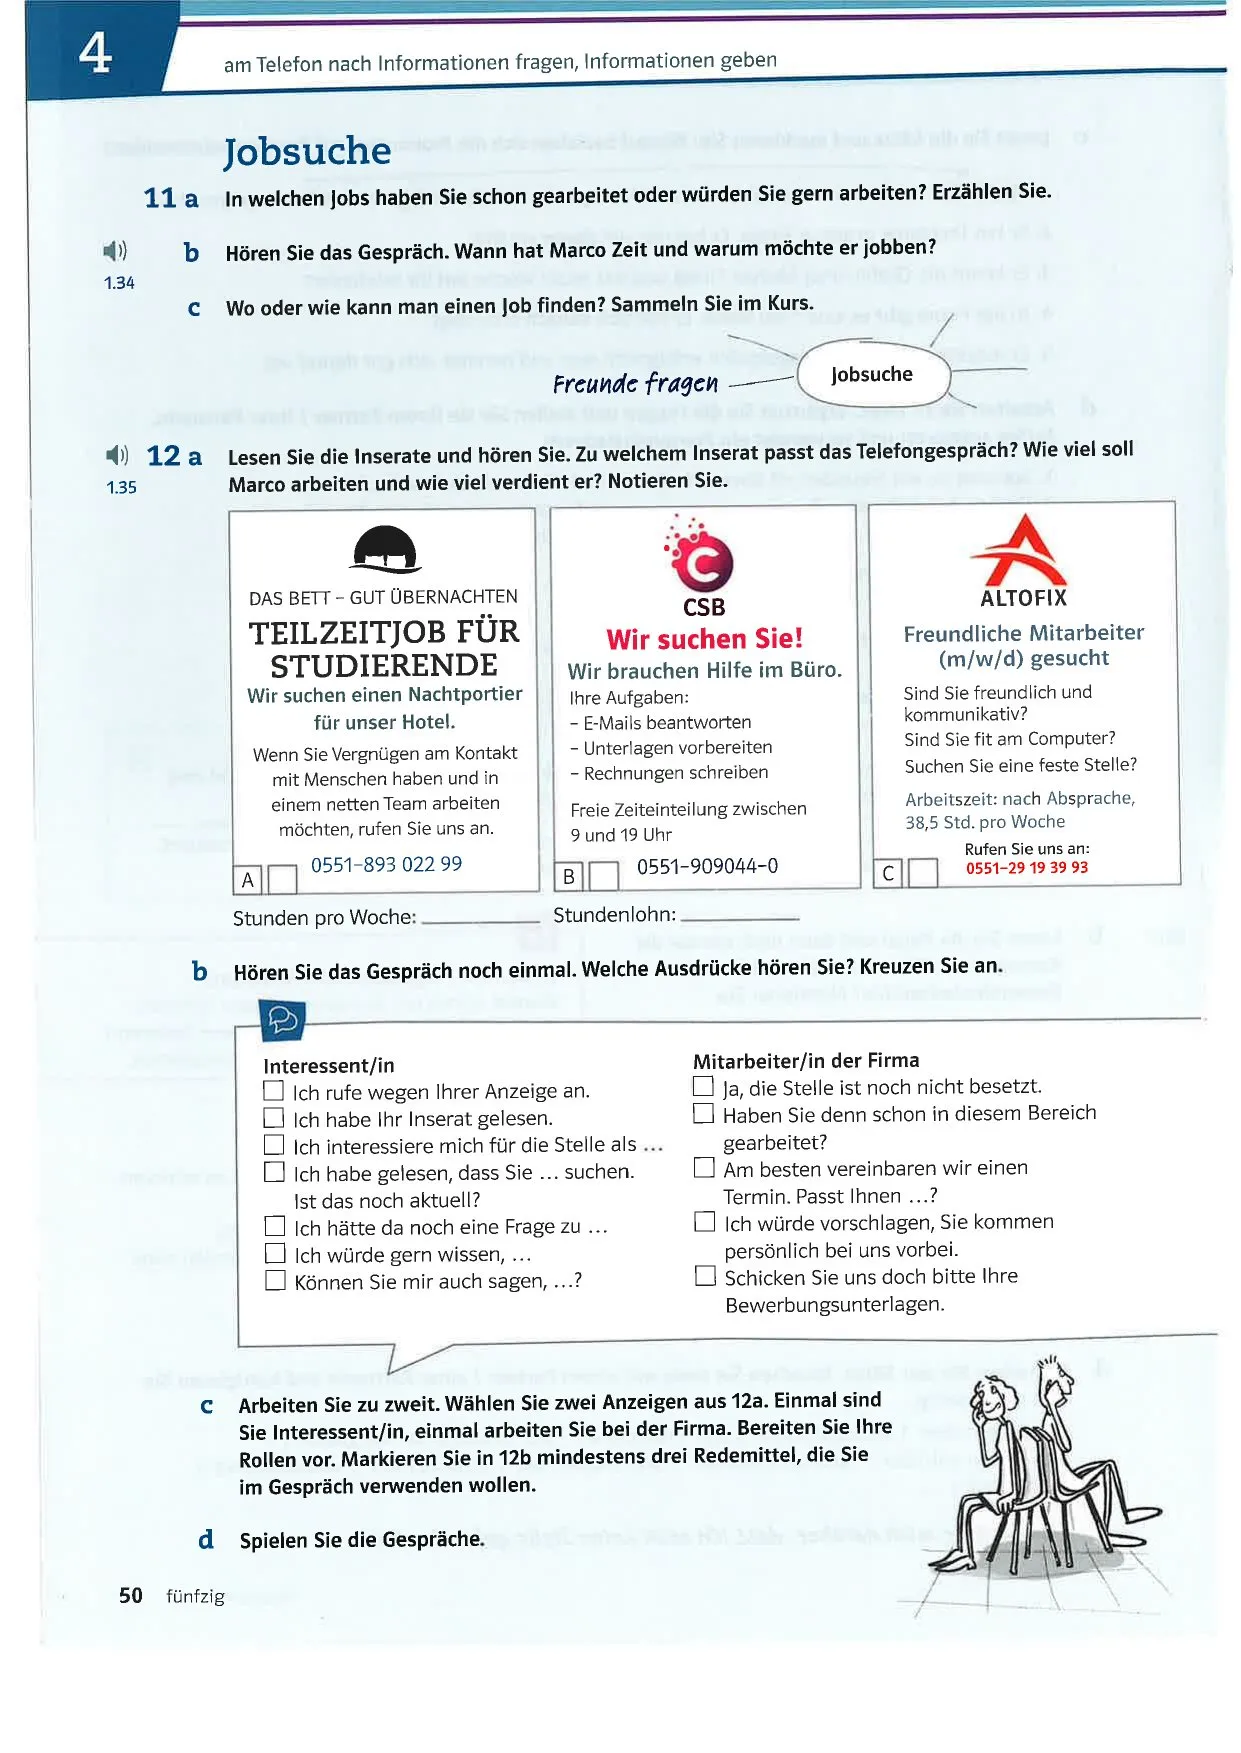 4
am Telefon nach Informationen fragen, Informationen geben
Jobsuche
11 a In welchen Jobs haben Sie schon gearbeitet oder würden Sie gern arbeiten? Erzählen Sie.
b Hören Sie das Gespräch. Wann hat Marco Zeit und warum möchte er jobben?
1.34
c Wo oder wie kann man einen Job finden? Sammeln Sie im Kurs.
Freunde fragen
Jobsuche
12 a Lesen Sie die Inserate und hören Sie. Zu welchem Inserat passt das Telefongespräch? Wie viel soll
1.35
Marco arbeiten und wie viel verdient er? Notieren Sie.
DAS BETT – GUT ÜBERNACHTEN
TEILZEITJOB FÜR
STUDIERENDE
Wir suchen einen Nachtportier
für unser Hotel.
Wenn Sie Vergnügen am Kontakt
mit Menschen haben und in
einem netten Team arbeiten
möchten, rufen Sie uns an.
0551–893 022 99
A
C
CSB
Wir suchen Sie!
Wir brauchen Hilfe im Büro.
Ihre Aufgaben:
– E-Mails beantworten
– Unterlagen vorbereiten
– Rechnungen schreiben
Freie Zeiteinteilung zwischen
9 und 19 Uhr
0551–909044–0
B
ALTOFIX
Freundliche Mitarbeiter
(m/w/d) gesucht
Sind Sie freundlich und
kommunikativ?
Sind Sie fit am Computer?
Suchen Sie eine feste Stelle?
Arbeitszeit: nach Absprache,
38,5 Std. pro Woche
Rufen Sie uns an:
0551–29 19 39 93
C
Stunden pro Woche:
Stundenlohn:
b Hören Sie das Gespräch noch einmal. Welche Ausdrücke hören Sie? Kreuzen Sie an.
Interessent/in
Ich rufe wegen Ihrer Anzeige an.
Ich habe Ihr Inserat gelesen.
Ich interessiere mich für die Stelle als ...
Ich habe gelesen, dass Sie ... suchen.
Ist das noch aktuell?
Ich hätte da noch eine Frage zu ...
Ich würde gern wissen, ...
Können Sie mir auch sagen, ...?
Mitarbeiter/in der Firma
Ja, die Stelle ist noch nicht besetzt.
Haben Sie denn schon in diesem Bereich
gearbeitet?
Am besten vereinbaren wir einen
Termin. Passt Ihnen ...?
Ich würde vorschlagen, Sie kommen
persönlich bei uns vorbei.
Schicken Sie uns doch bitte Ihre
Bewerbungsunterlagen.
c Arbeiten Sie zu zweit. Wählen Sie zwei Anzeigen aus 12a. Einmal sind
Sie Interessent/in, einmal arbeiten Sie bei der Firma. Bereiten Sie Ihre
Rollen vor. Markieren Sie in 12b mindestens drei Redemittel, die Sie
im Gespräch verwenden wollen.
d Spielen Sie die Gespräche.
50 fünfzig